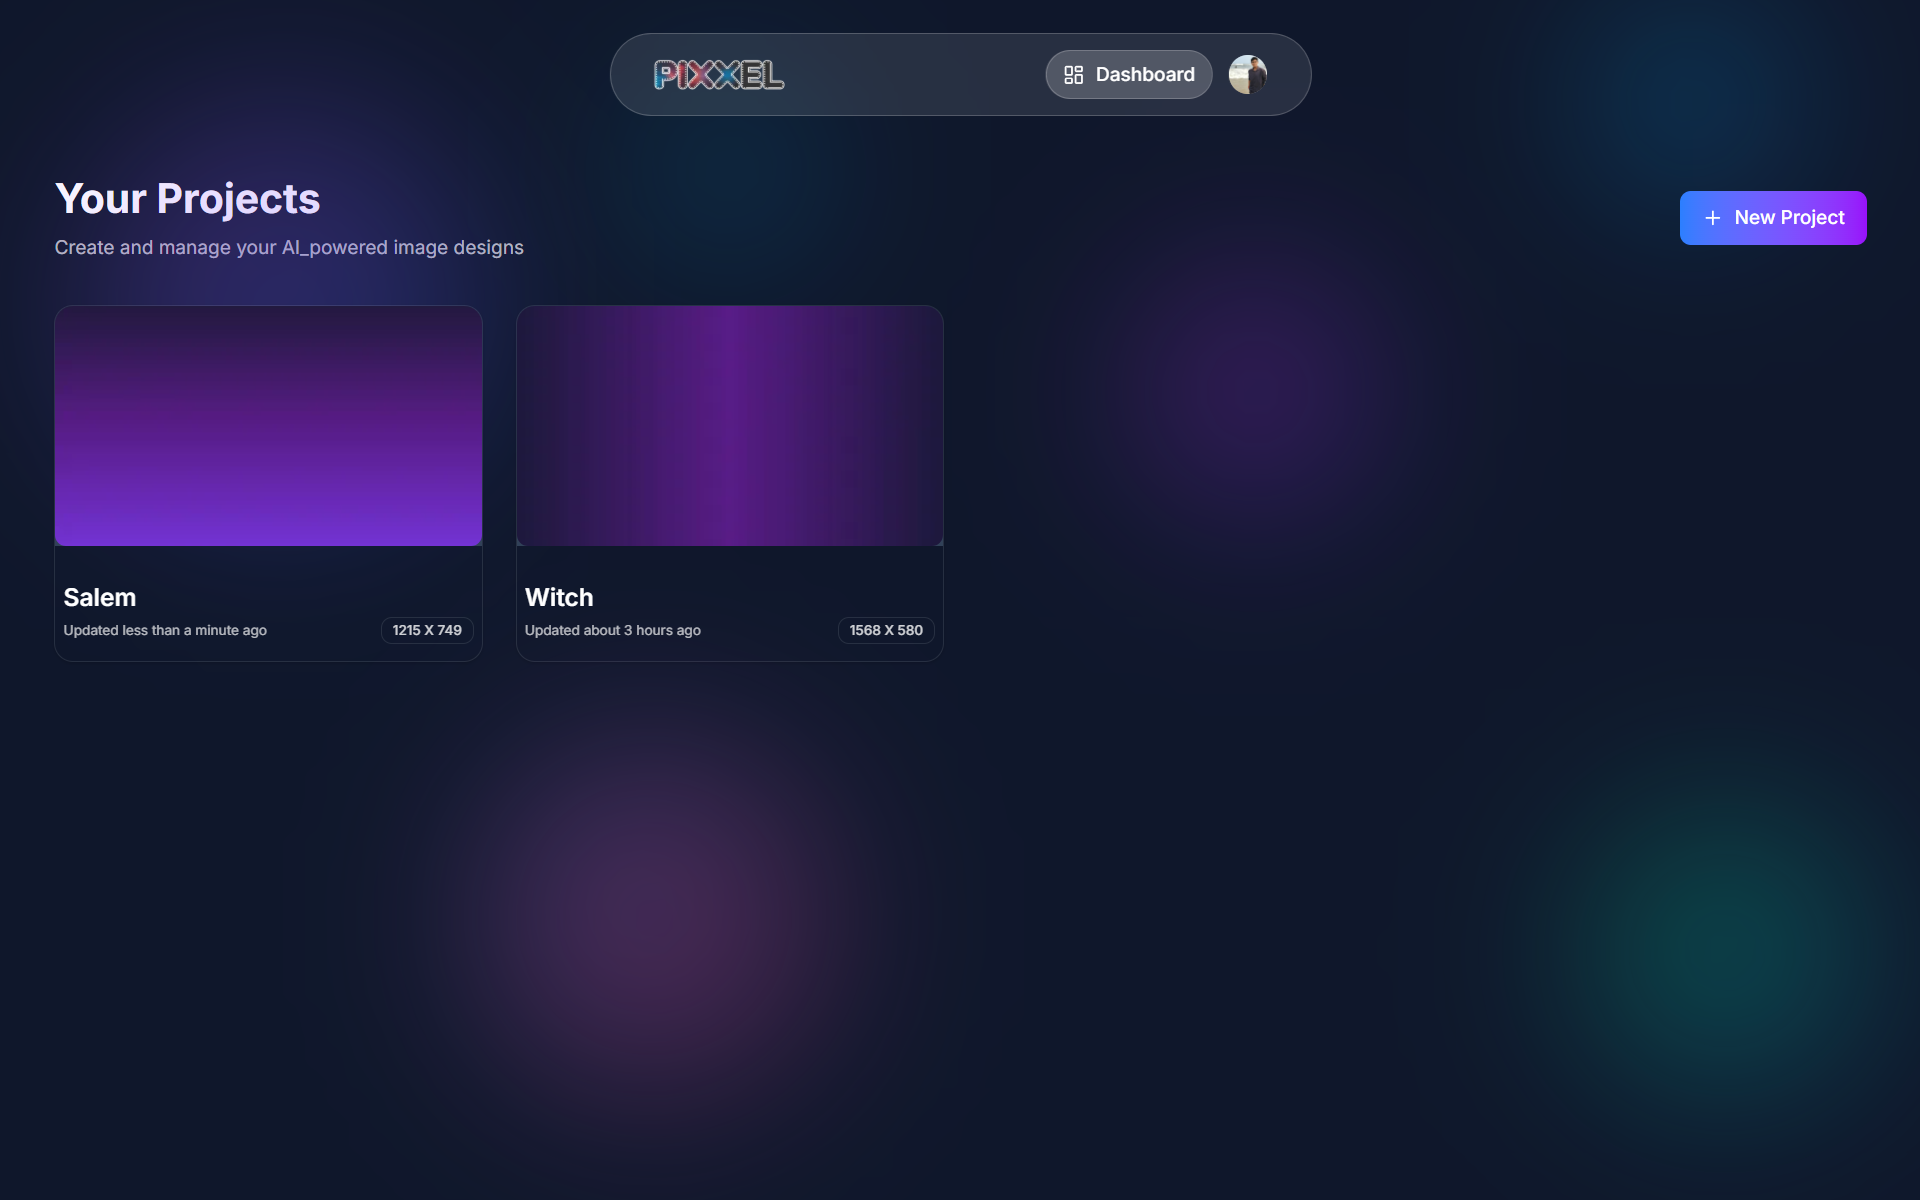 PIXXEL
Dashboard
Your Projects
Create and manage your AI_powered image designs
New Project
Salem
Updated less than a minute ago
1215 X 749
Witch
Updated about 3 hours ago
1568 X 580